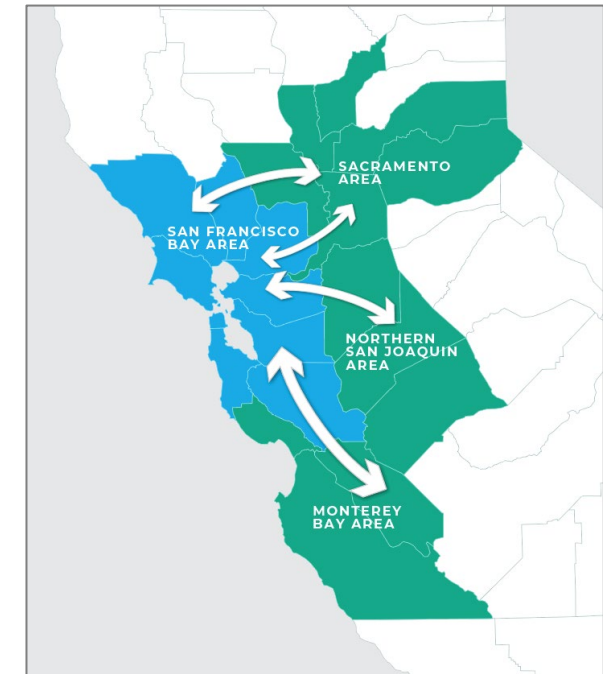 SACRAMENTO
AREA
SAN FRANCISCO
BAY AREA
NORTHERN
SAN JOAQUIN
AREA
MONTEREY
BAY AREA